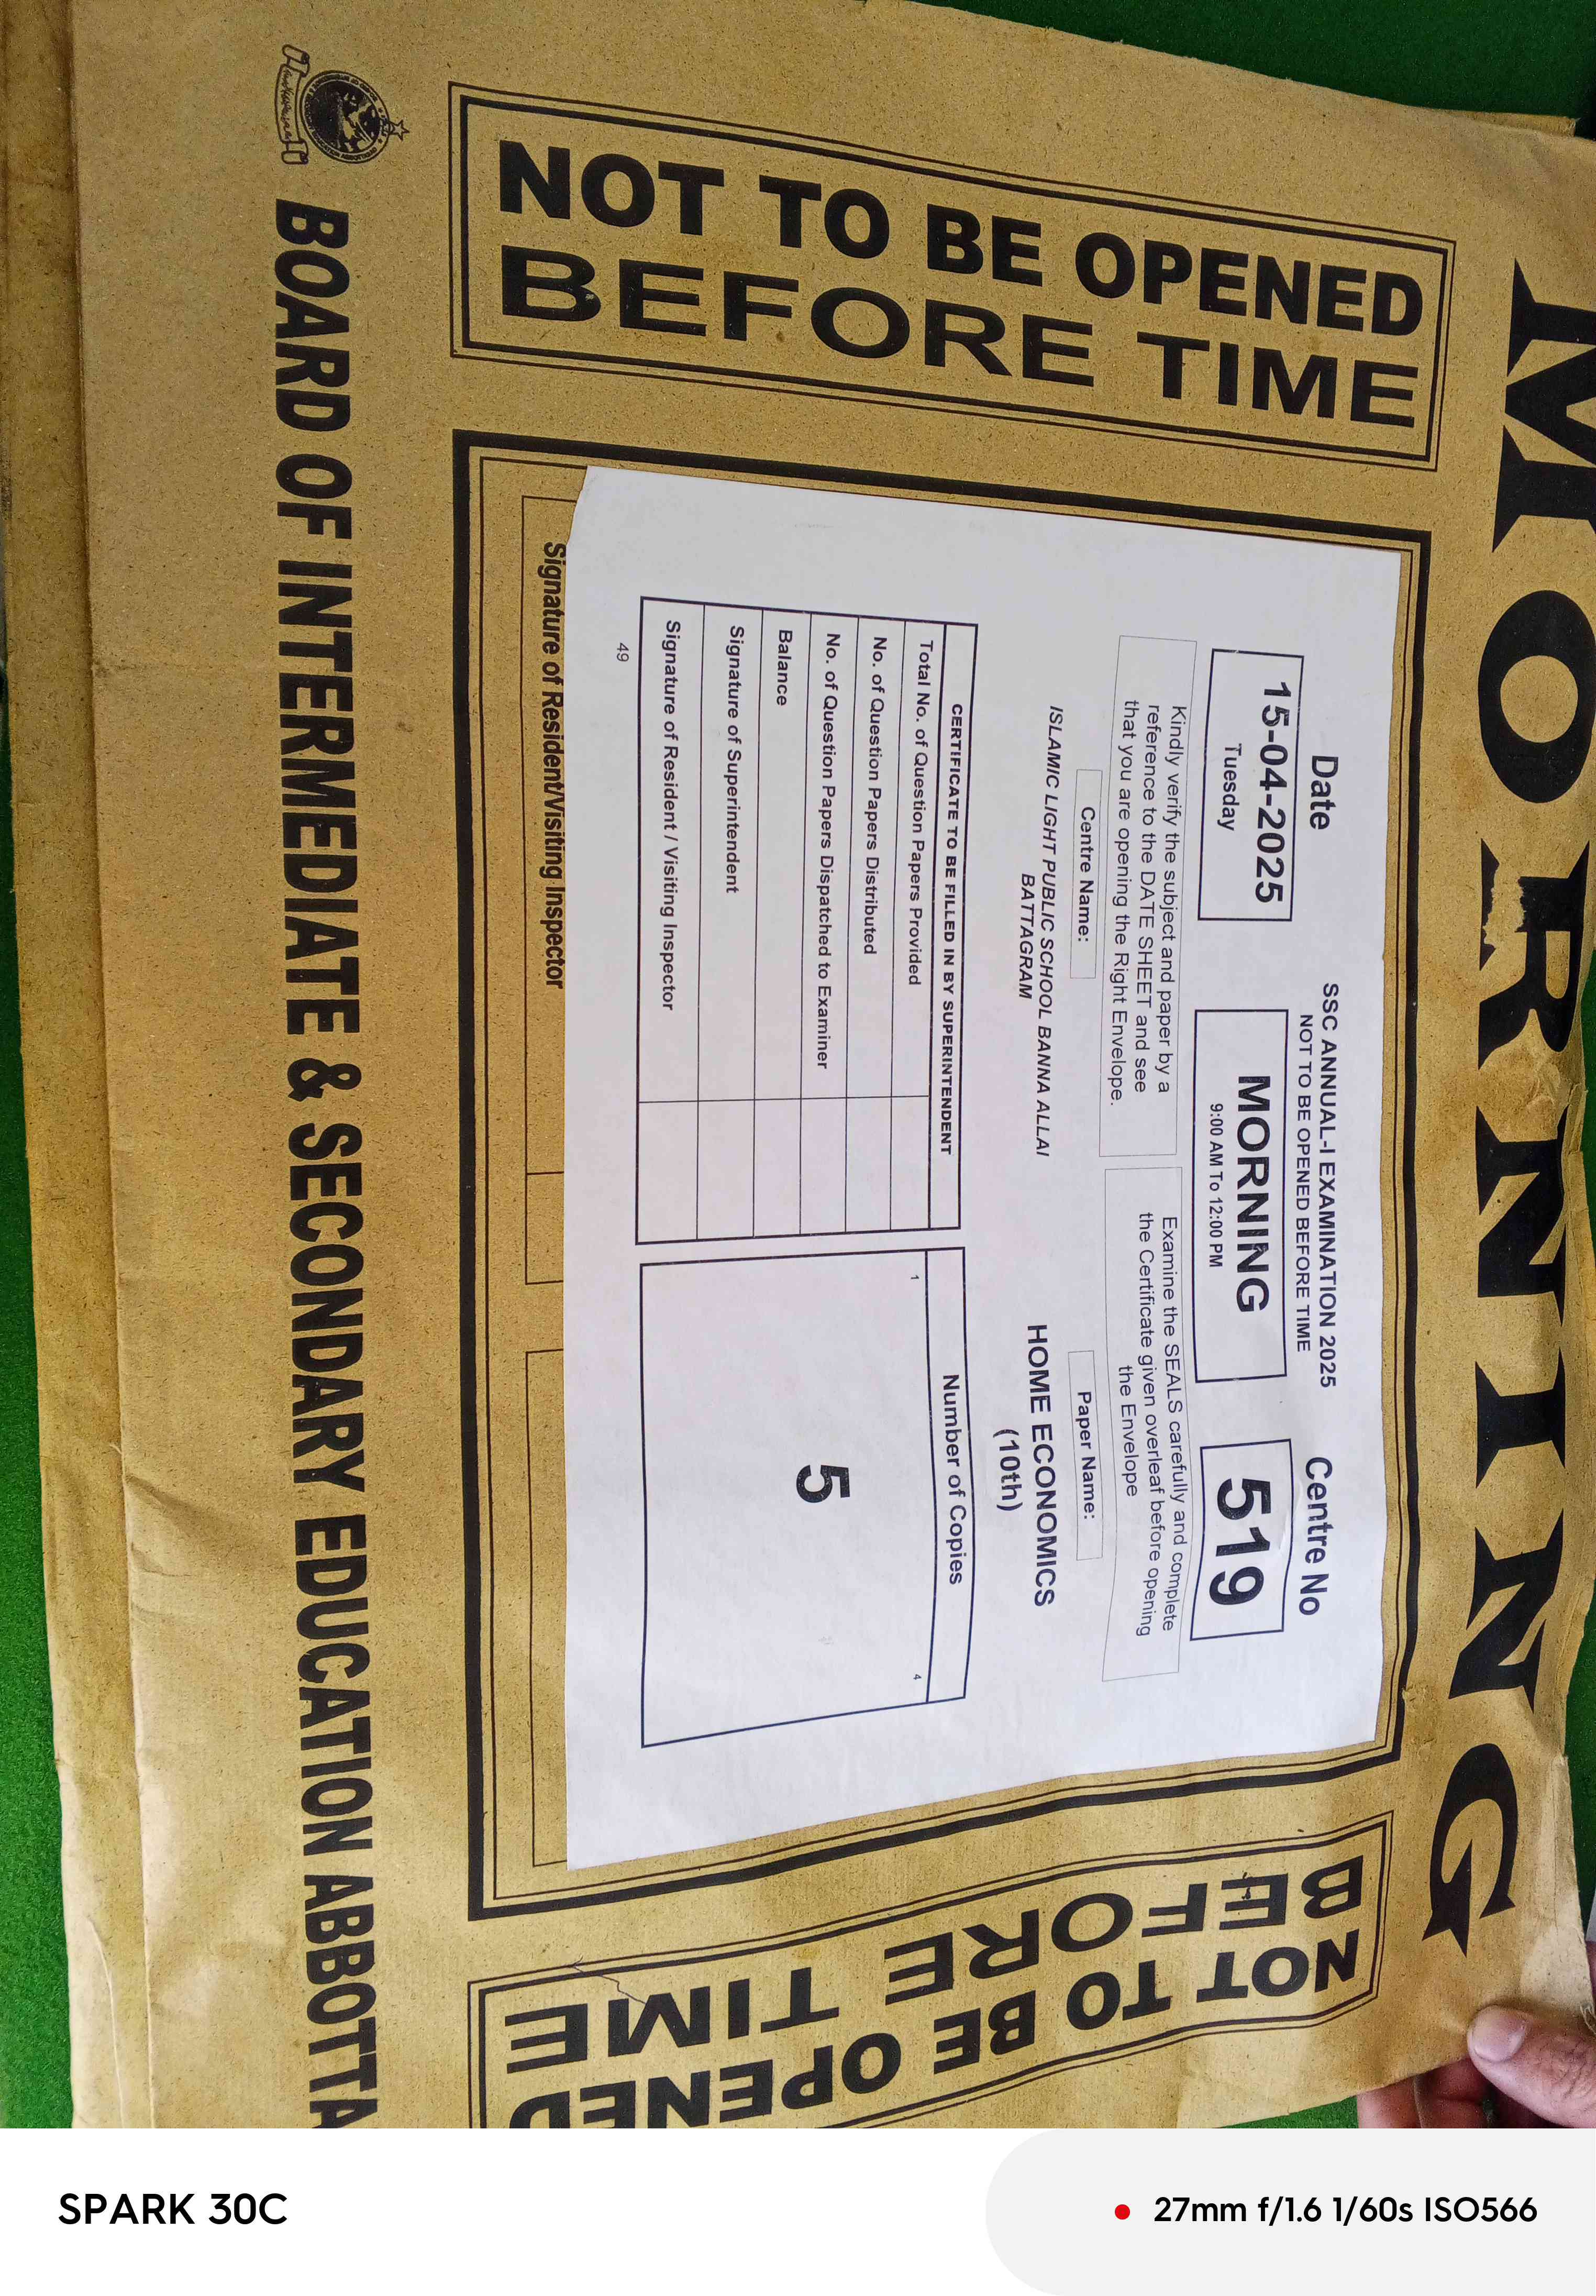 MORNING
NOT TO BE OPENED
BEFORE TIME
Date
15-04-2025
Tuesday
SSC ANNUAL-I EXAMINATION 2025
NOT TO BE OPENED BEFORE TIME
MORNING
9:00 AM To 12:00 PM
Centre No
519
Kindly verify the subject and paper by a
reference to the DATE SHEET and see
that you are opening the Right Envelope.
Examine the SEALS carefully and complete
the Certificate given overleaf before opening
the Envelope
Centre Name:
ISLAMIC LIGHT PUBLIC SCHOOL BANNA ALLAI
BATTAGRAM
Paper Name:
HOME ECONOMICS
(10th)
CERTIFICATE TO BE FILLED IN BY SUPERINTENDENT
Total No. of Question Papers Provided
No. of Question Papers Distributed
No. of Question Papers Dispatched to Examiner
Balance
Signature of Superintendent
Signature of Resident / Visiting Inspector
49
Number of Copies
1 4
5
Signature of Resident/Visiting Inspector
NOT TO BE OPENED
BEFORE TIME
BOARD OF INTERMEDIATE & SECONDARY EDUCATION ABBOTTA
SPARK 30C
27mm f/1.6 1/60s ISO566